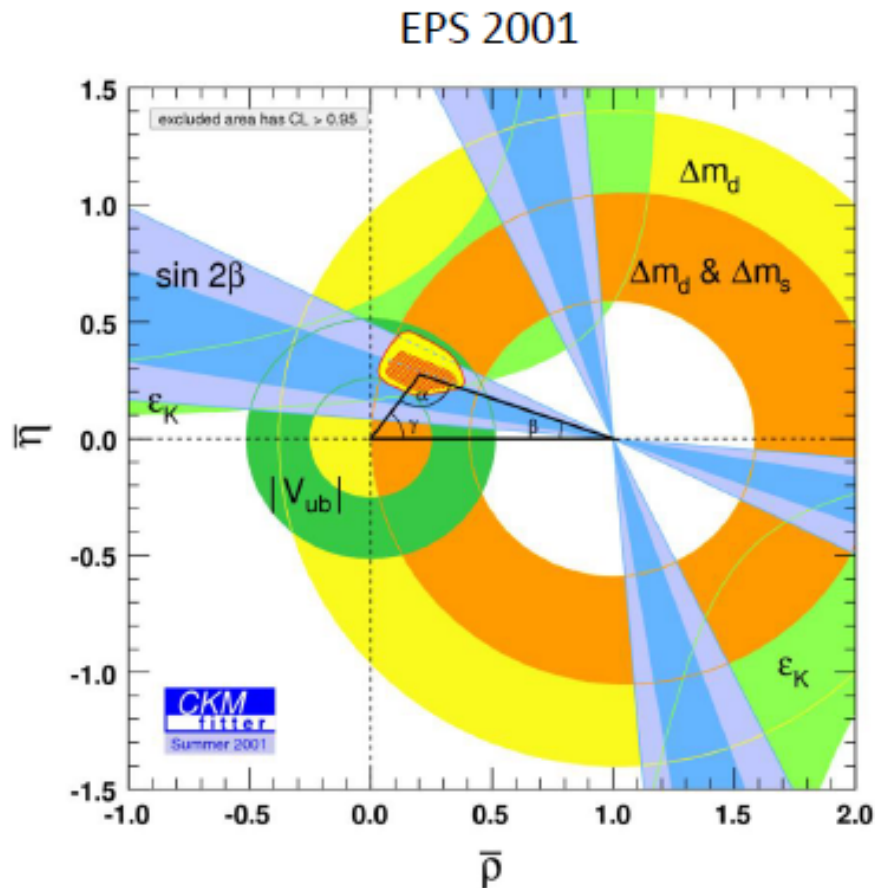 EPS 2001
1.5
excluded area has CL > 0.95
Δm_d
1.0
Δm_d & Δm_s
sin 2β
0.5
ε_K
α
γ
β
0.0
η̅
|V_ub|
-0.5
ε_K
-1.0
CKM
fitter
Summer 2001
-1.5
-1.0 -0.5 0.0 0.5 1.0 1.5 2.0
ρ̅